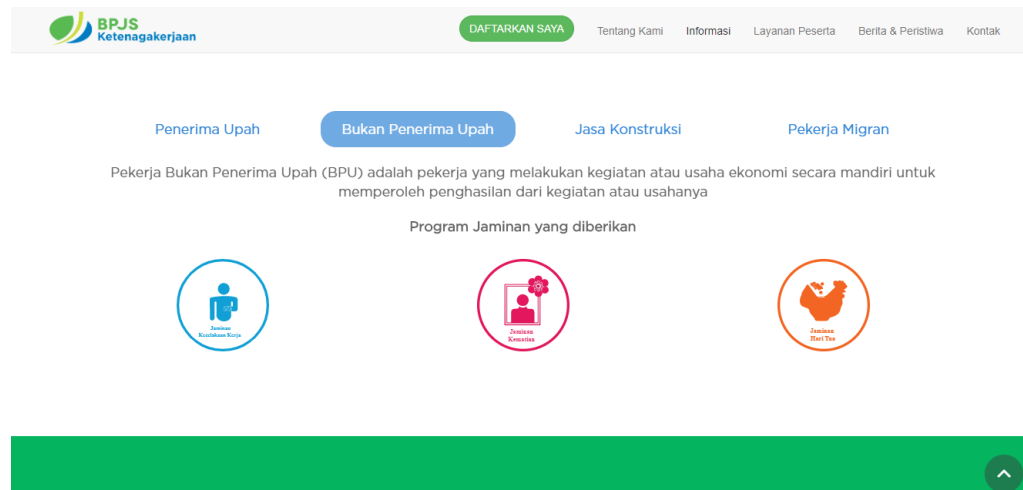 BPJS
Ketenagakerjaan
DAFTARKAN SAYA
Tentang Kami
Informasi
Layanan Peserta
Berita & Peristiwa
Kontak
Penerima Upah
Bukan Penerima Upah
Jasa Konstruksi
Pekerja Migran
Pekerja Bukan Penerima Upah (BPU) adalah pekerja yang melakukan kegiatan atau usaha ekonomi secara mandiri untuk
memperoleh penghasilan dari kegiatan atau usahanya
Program Jaminan yang diberikan
Jaminan
Kecelakaan Kerja
Jaminan
Kematian
Jaminan
Hari Tua